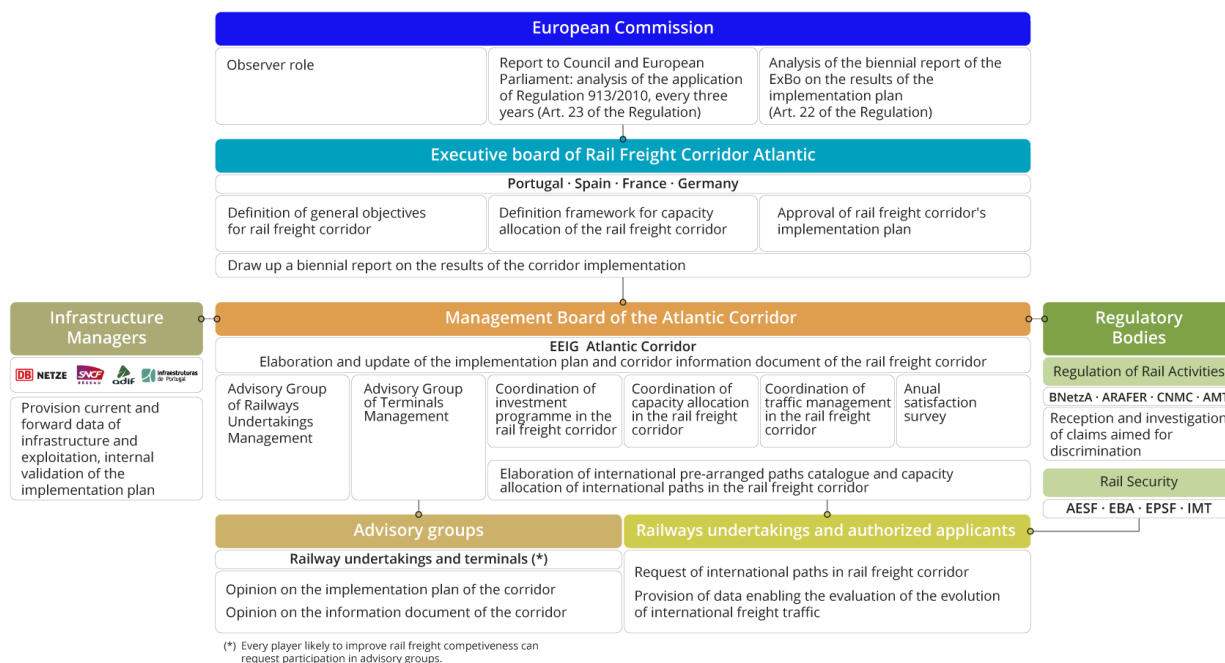 European Commission
Observer role
Report to Council and European
Parliament: analysis of the application
of Regulation 913/2010, every three
years (Art. 23 of the Regulation)
Analysis of the biennial report of the
ExBo on the results of the
implementation plan
(Art. 22 of the Regulation)
Executive board of Rail Freight Corridor Atlantic
Portugal · Spain · France · Germany
Definition of general objectives
for rail freight corridor
Definition framework for capacity
allocation of the rail freight corridor
Approval of rail freight corridor's
implementation plan
Draw up a biennial report on the results of the corridor implementation
Infrastructure
Managers
DB NETZE
SNCF
RÉSEAU
adif
Infraestruturas
de Portugal
Provision current and
forward data of
infrastructure and
exploitation, internal
validation of the
implementation plan
Management Board of the Atlantic Corridor
EEIG Atlantic Corridor
Elaboration and update of the implementation plan and corridor information document of the rail freight corridor
Advisory Group
of Railways
Undertakings
Management
Advisory Group
of Terminals
Management
Coordination of
investment
programme in the
rail freight corridor
Coordination of
capacity allocation
in the rail freight
corridor
Coordination of
traffic management
in the rail freight
corridor
Anual
satisfaction
survey
Elaboration of international pre-arranged paths catalogue and capacity
allocation of international paths in the rail freight corridor
Regulatory
Bodies
Regulation of Rail Activities
BNetzA · ARAFER · CNMC · AMT
Reception and investigation
of claims aimed for
discrimination
Rail Security
AESF · EBA · EPSF · IMT
Advisory groups
Railway undertakings and terminals (*)
Opinion on the implementation plan of the corridor
Opinion on the information document of the corridor
Railways undertakings and authorized applicants
Request of international paths in rail freight corridor
Provision of data enabling the evaluation of the evolution
of international freight traffic
(*) Every player likely to improve rail freight competiveness can
request participation in advisory groups.